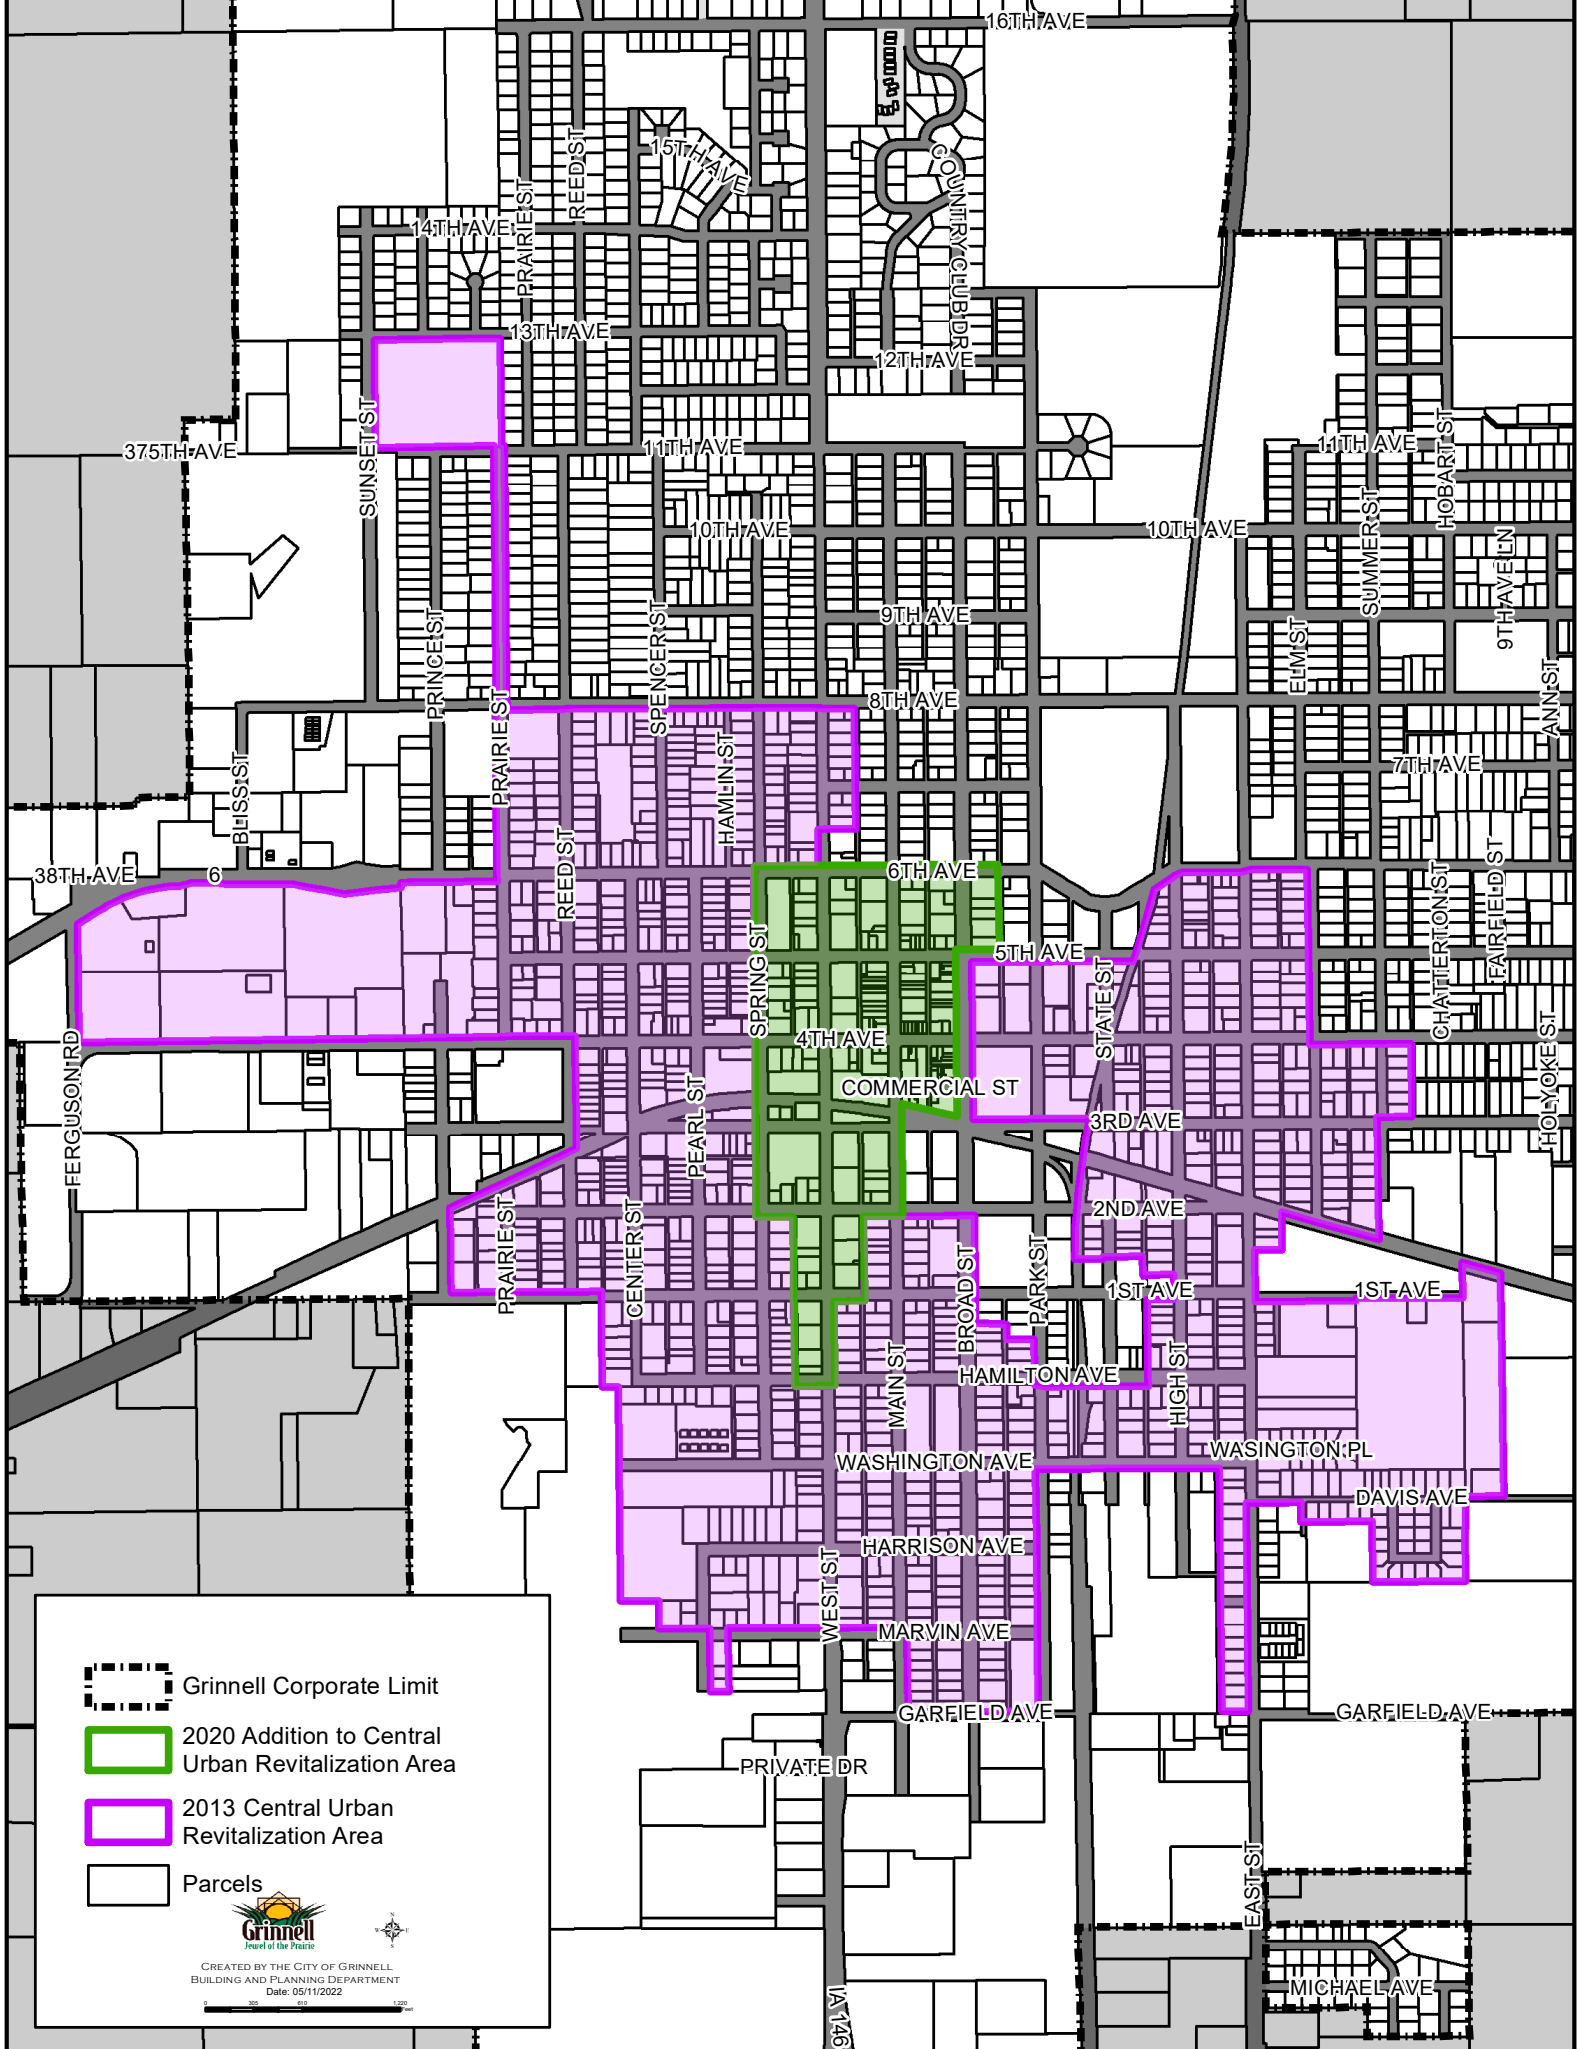 16TH AVE
REED ST
15TH AVE
COUNTRY CLUB DR
PRAIRIE ST
14TH AVE
13TH AVE
12TH AVE
SUNSET ST
375TH AVE
11TH AVE
11TH AVE
HOBART ST
10TH AVE
10TH AVE
SUMMER ST
9TH AVE LN
PRINCE ST
SPENCER ST
9TH AVE
ELM ST
ANN ST
8TH AVE
PRAIRIE ST
HAMLIN ST
7TH AVE
BLISS ST
REED ST
38TH AVE
6
6TH AVE
CHATTERTON ST
FAIRFIELD ST
SPRING ST
5TH AVE
STATE ST
4TH AVE
FERGUSON RD
PEARL ST
COMMERCIAL ST
HOLYOKE ST
3RD AVE
PRAIRIE ST
CENTER ST
2ND AVE
BROAD ST
PARK ST
1ST AVE
1ST AVE
MAIN ST
HAMILTON AVE
HIGH ST
WASHINGTON AVE
WASINGTON PL
DAVIS AVE
HARRISON AVE
WEST ST
MARVIN AVE
GARFIELD AVE
GARFIELD AVE
PRIVATE DR
EAST ST
MICHAEL AVE
IA 146
Grinnell Corporate Limit
2020 Addition to Central
Urban Revitalization Area
2013 Central Urban
Revitalization Area
Parcels
Grinnell
Jewel of the Prairie
N
W
E
S
CREATED BY THE CITY OF GRINNELL
BUILDING AND PLANNING DEPARTMENT
Date: 05/11/2022
0 305 610 1,220
Feet